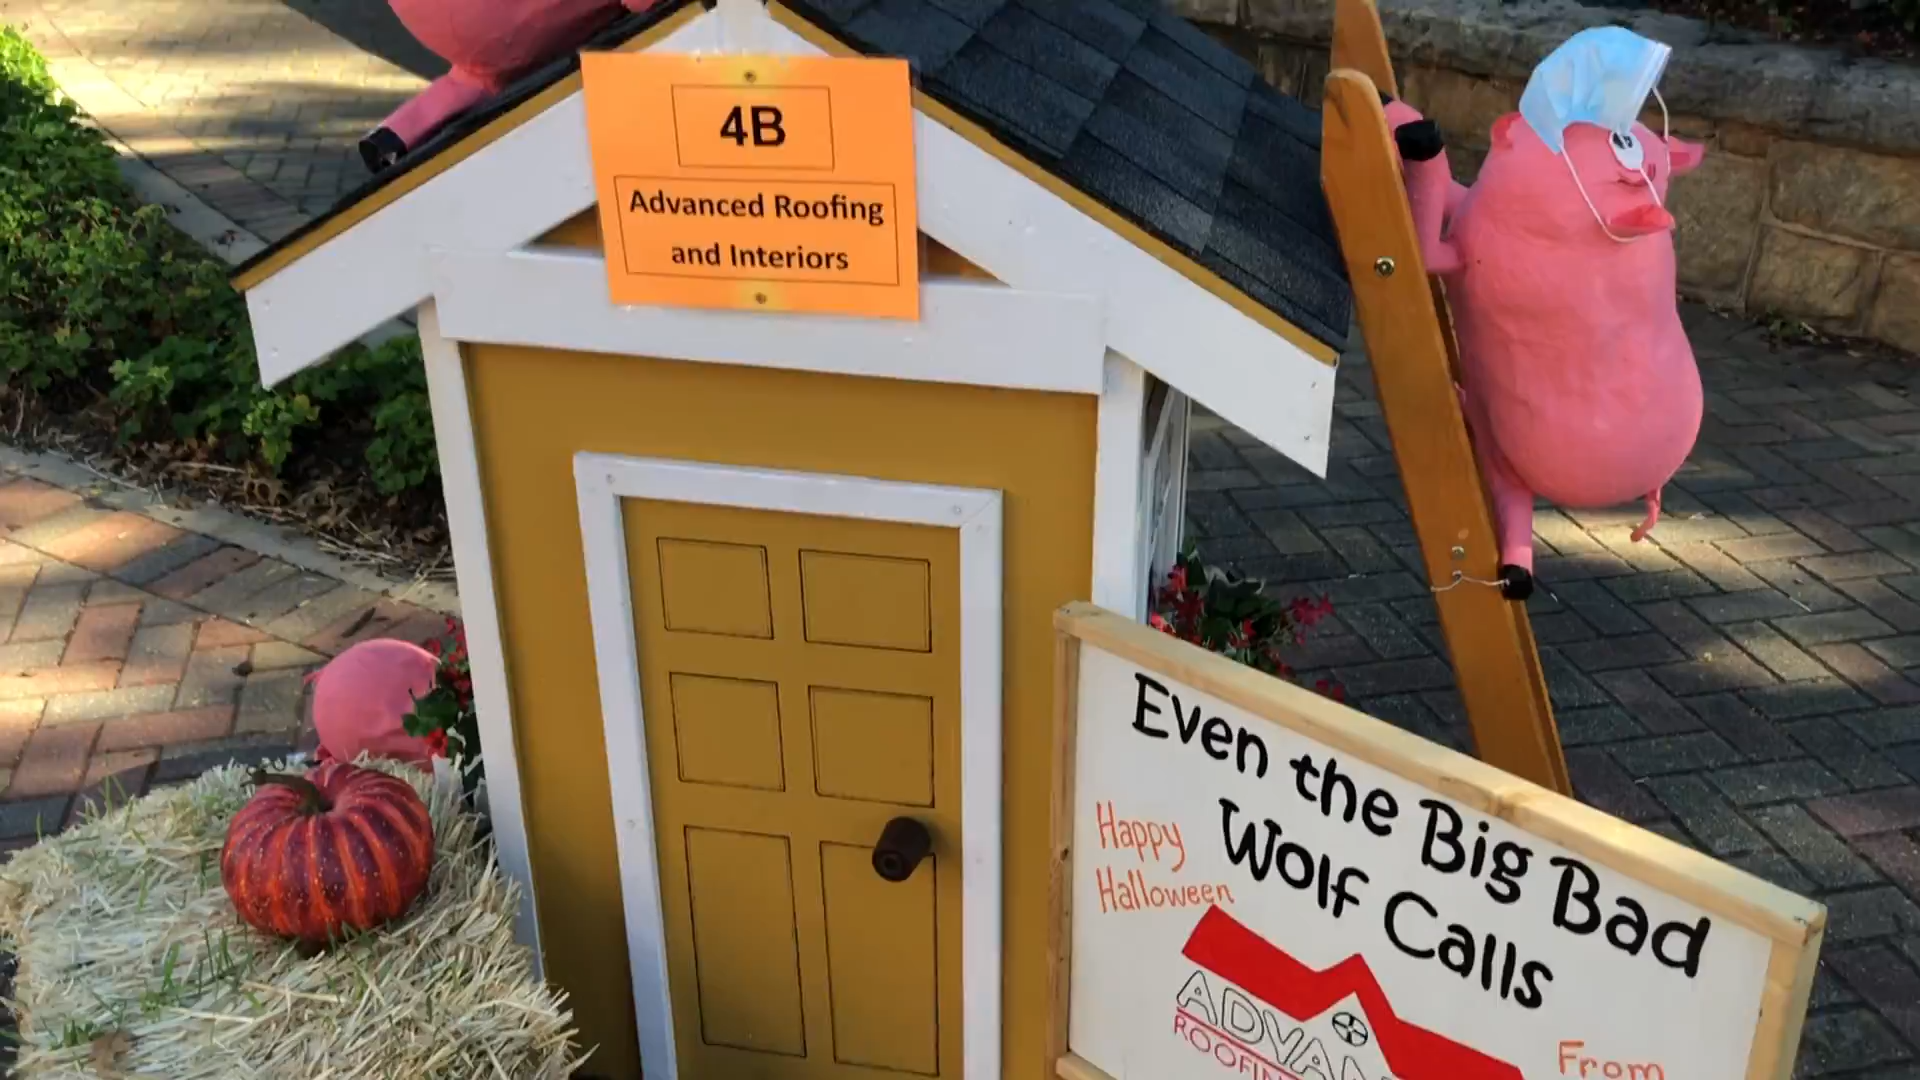 4B
Advanced Roofing
and Interiors
Even the Big Bad
Wolf Calls
Happy
Halloween
From